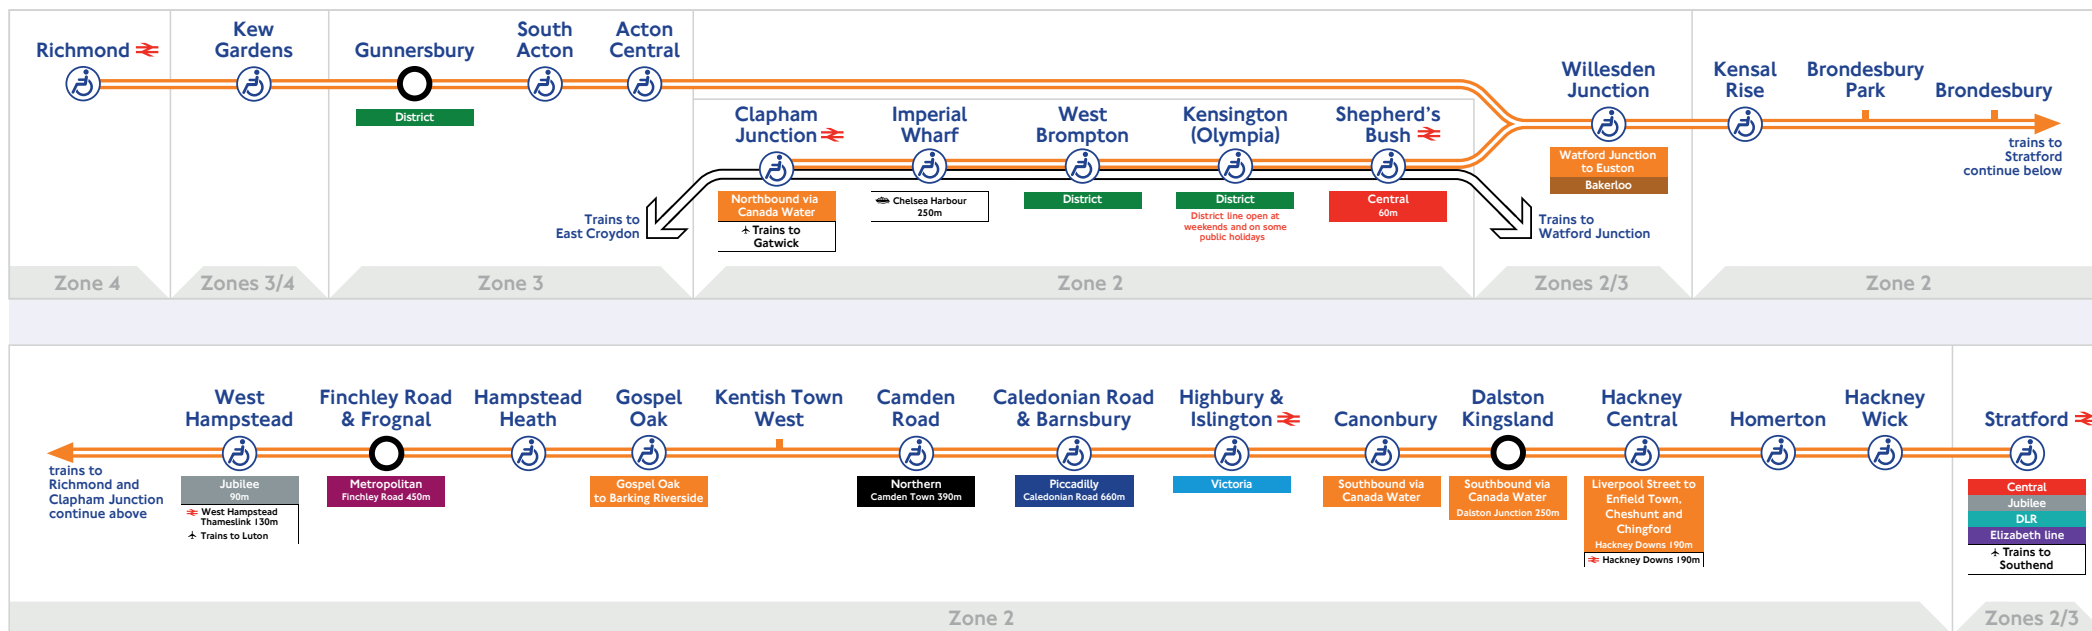 Richmond
Kew
Gardens
Gunnersbury
District
South
Acton
Acton
Central
Clapham
Junction
Northbound via
Canada Water
Trains to
Gatwick
Imperial
Wharf
Chelsea Harbour
250m
West
Brompton
District
Kensington
(Olympia)
District
District line open at
weekends and on some
public holidays
Shepherd's
Bush
Central
60m
Willesden
Junction
Watford Junction
to Euston
Bakerloo
Kensal
Rise
Brondesbury
Park
Brondesbury
trains to
Stratford
continue below
Trains to
East Croydon
Trains to
Watford Junction
Zone 4
Zones 3/4
Zone 3
Zone 2
Zones 2/3
Zone 2
trains to
Richmond and
Clapham Junction
continue above
West
Hampstead
Jubilee
90m
West Hampstead
Thameslink 130m
Trains to Luton
Finchley Road
& Frognal
Metropolitan
Finchley Road 450m
Hampstead
Heath
Gospel
Oak
Gospel Oak
to Barking Riverside
Kentish Town
West
Camden
Road
Northern
Camden Town 390m
Caledonian Road
& Barnsbury
Piccadilly
Caledonian Road 660m
Highbury &
Islington
Victoria
Canonbury
Southbound via
Canada Water
Dalston
Kingsland
Southbound via
Canada Water
Dalston Junction 250m
Hackney
Central
Liverpool Street to
Enfield Town,
Cheshunt and
Chingford
Hackney Downs 190m
Hackney Downs 190m
Homerton
Hackney
Wick
Stratford
Central
Jubilee
DLR
Elizabeth line
Trains to
Southend
Zone 2
Zones 2/3